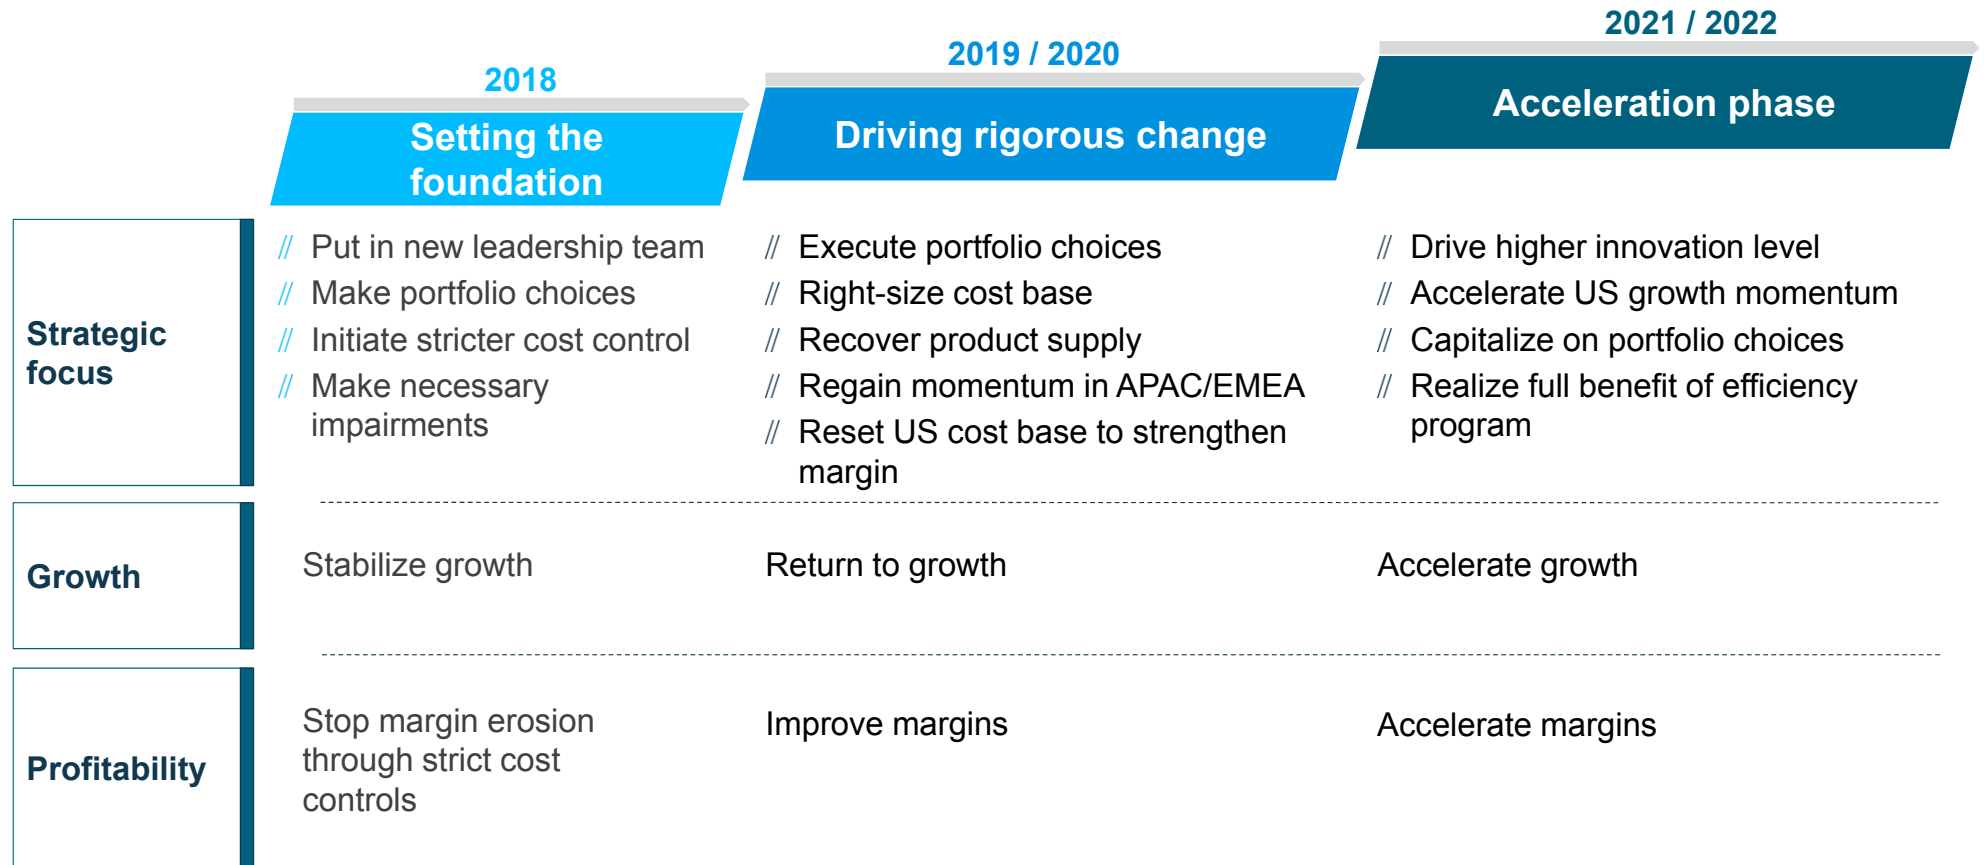 2018
Setting the
foundation
2019 / 2020
Driving rigorous change
2021 / 2022
Acceleration phase
Strategic
focus
// Put in new leadership team
// Make portfolio choices
// Initiate stricter cost control
// Make necessary
impairments
// Execute portfolio choices
// Right-size cost base
// Recover product supply
// Regain momentum in APAC/EMEA
// Reset US cost base to strengthen
margin
// Drive higher innovation level
// Accelerate US growth momentum
// Capitalize on portfolio choices
// Realize full benefit of efficiency
program
Growth
Stabilize growth
Return to growth
Accelerate growth
Profitability
Stop margin erosion
through strict cost
controls
Improve margins
Accelerate margins